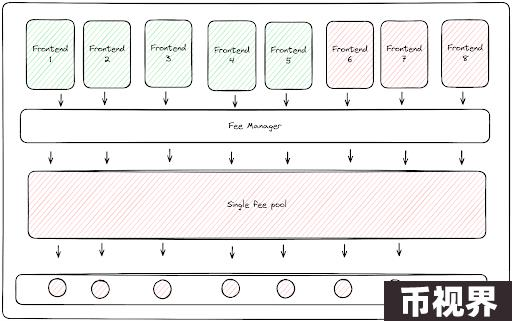 Frontend
1
Frontend
2
Frontend
3
Frontend
4
Frontend
5
Frontend
6
Frontend
7
Frontend
8
Fee Manager
Single fee pool
币视界